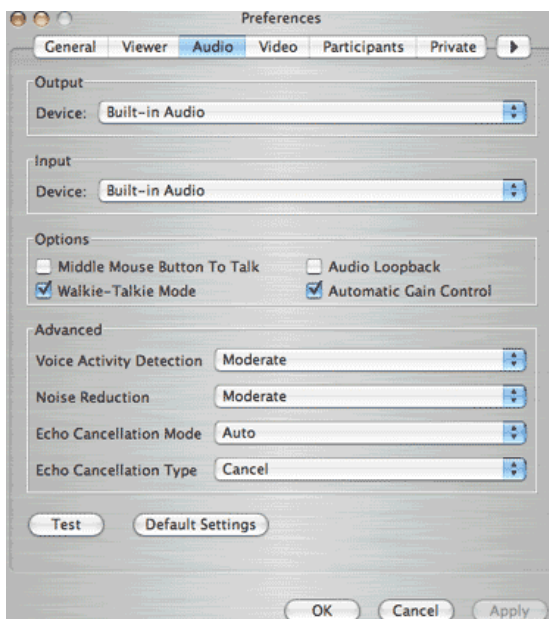 Preferences
General Viewer Audio Video Participants Private
Output
Device: Built-in Audio
Input
Device: Built-in Audio
Options
Middle Mouse Button To Talk Audio Loopback
Walkie-Talkie Mode Automatic Gain Control
Advanced
Voice Activity Detection Moderate
Noise Reduction Moderate
Echo Cancellation Mode Auto
Echo Cancellation Type Cancel
Test Default Settings
OK Cancel Apply